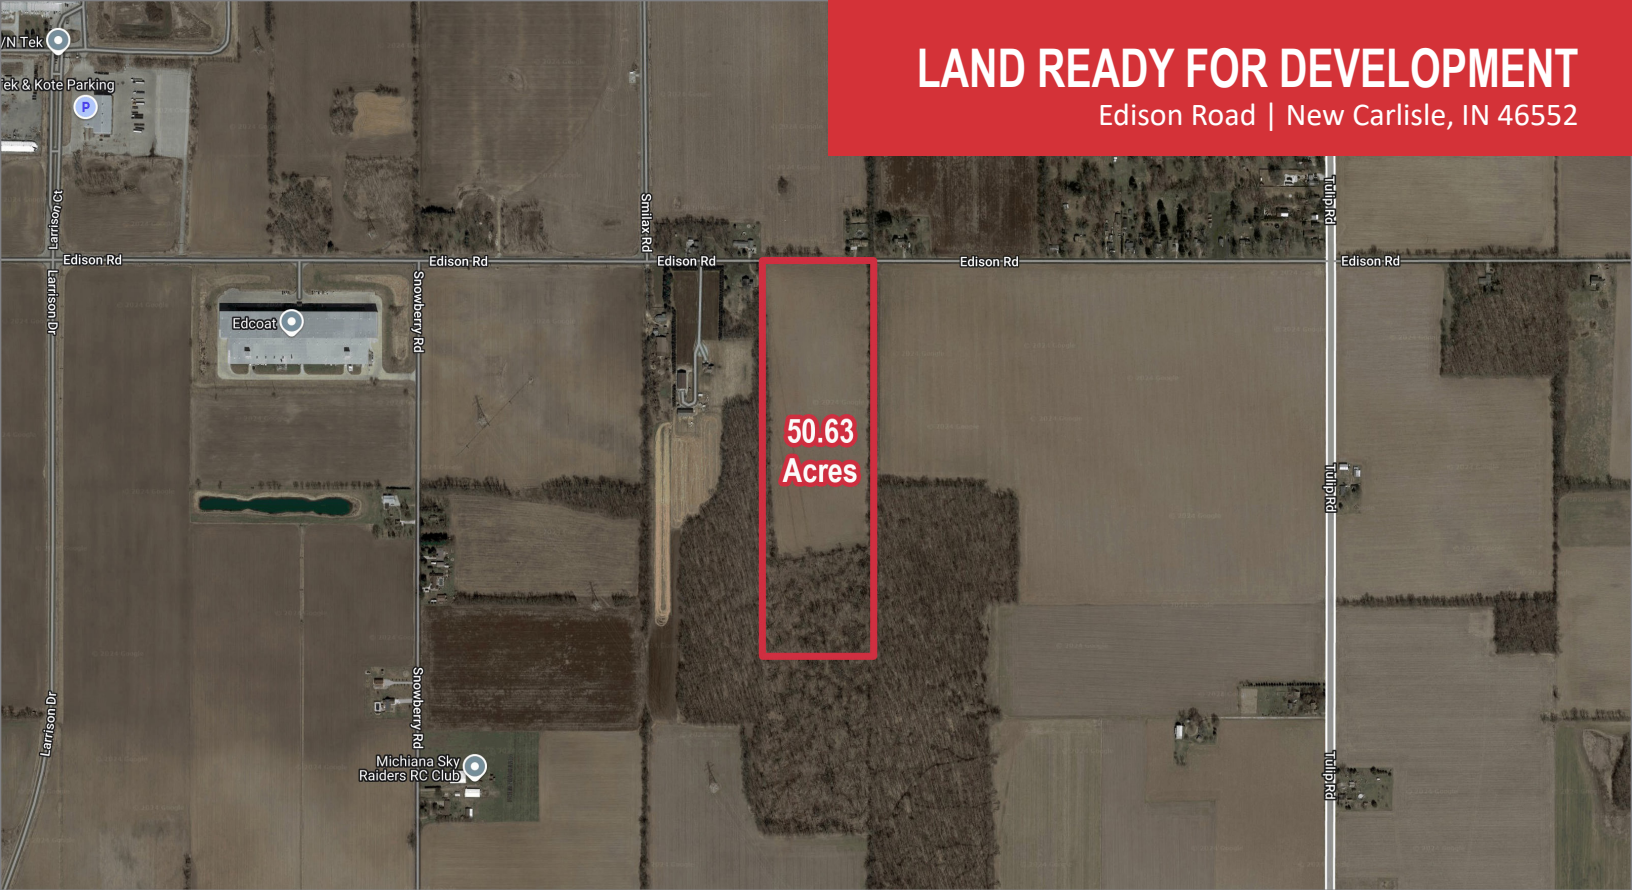 LAND READY FOR DEVELOPMENT
Edison Road | New Carlisle, IN 46552
/N Tek
ek & Kote Parking
P
Larrison Ct
Smilax Rd
Tulip Rd
Edison Rd
Edison Rd
Edison Rd
Edison Rd
Edison Rd
Larrison Dr
Snowberry Rd
Edcoat
50.63
Acres
Tulip Rd
Larrison Dr
Snowberry Rd
Michiana Sky
Raiders RC Club
Tulip Rd